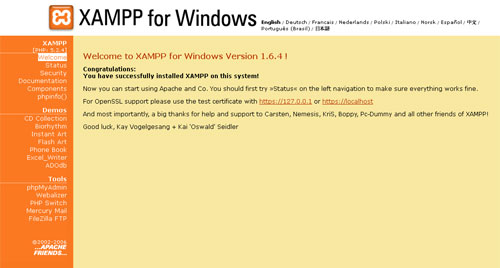 XAMPP for Windows
English / Deutsch / Francais / Nederlands / Polski / Italiano / Norsk / Español / 中文 /
Português (Brasil) / 日本語
XAMPP
[PHP: 5.2.4]
Welcome
Status
Security
Documentation
Components
phpinfo()
Demos
CD Collection
Biorhythm
Instant Art
Flash Art
Phone Book
Excel_Writer
ADOdb
Tools
phpMyAdmin
Webalizer
PHP Switch
Mercury Mail
FileZilla FTP
©2002-2006
...APACHE
FRIENDS...
Welcome to XAMPP for Windows Version 1.6.4 !
Congratulations:
You have successfully installed XAMPP on this system!
Now you can start using Apache and Co. You should first try »Status« on the left navigation to make sure everything works fine.
For OpenSSL support please use the test certificate with https://127.0.0.1 or https://localhost
And most importantly, a big thanks for help and support to Carsten, Nemesis, KriS, Boppy, Pc-Dummy and all other friends of XAMPP!
Good luck, Kay Vogelgesang + Kai 'Oswald' Seidler